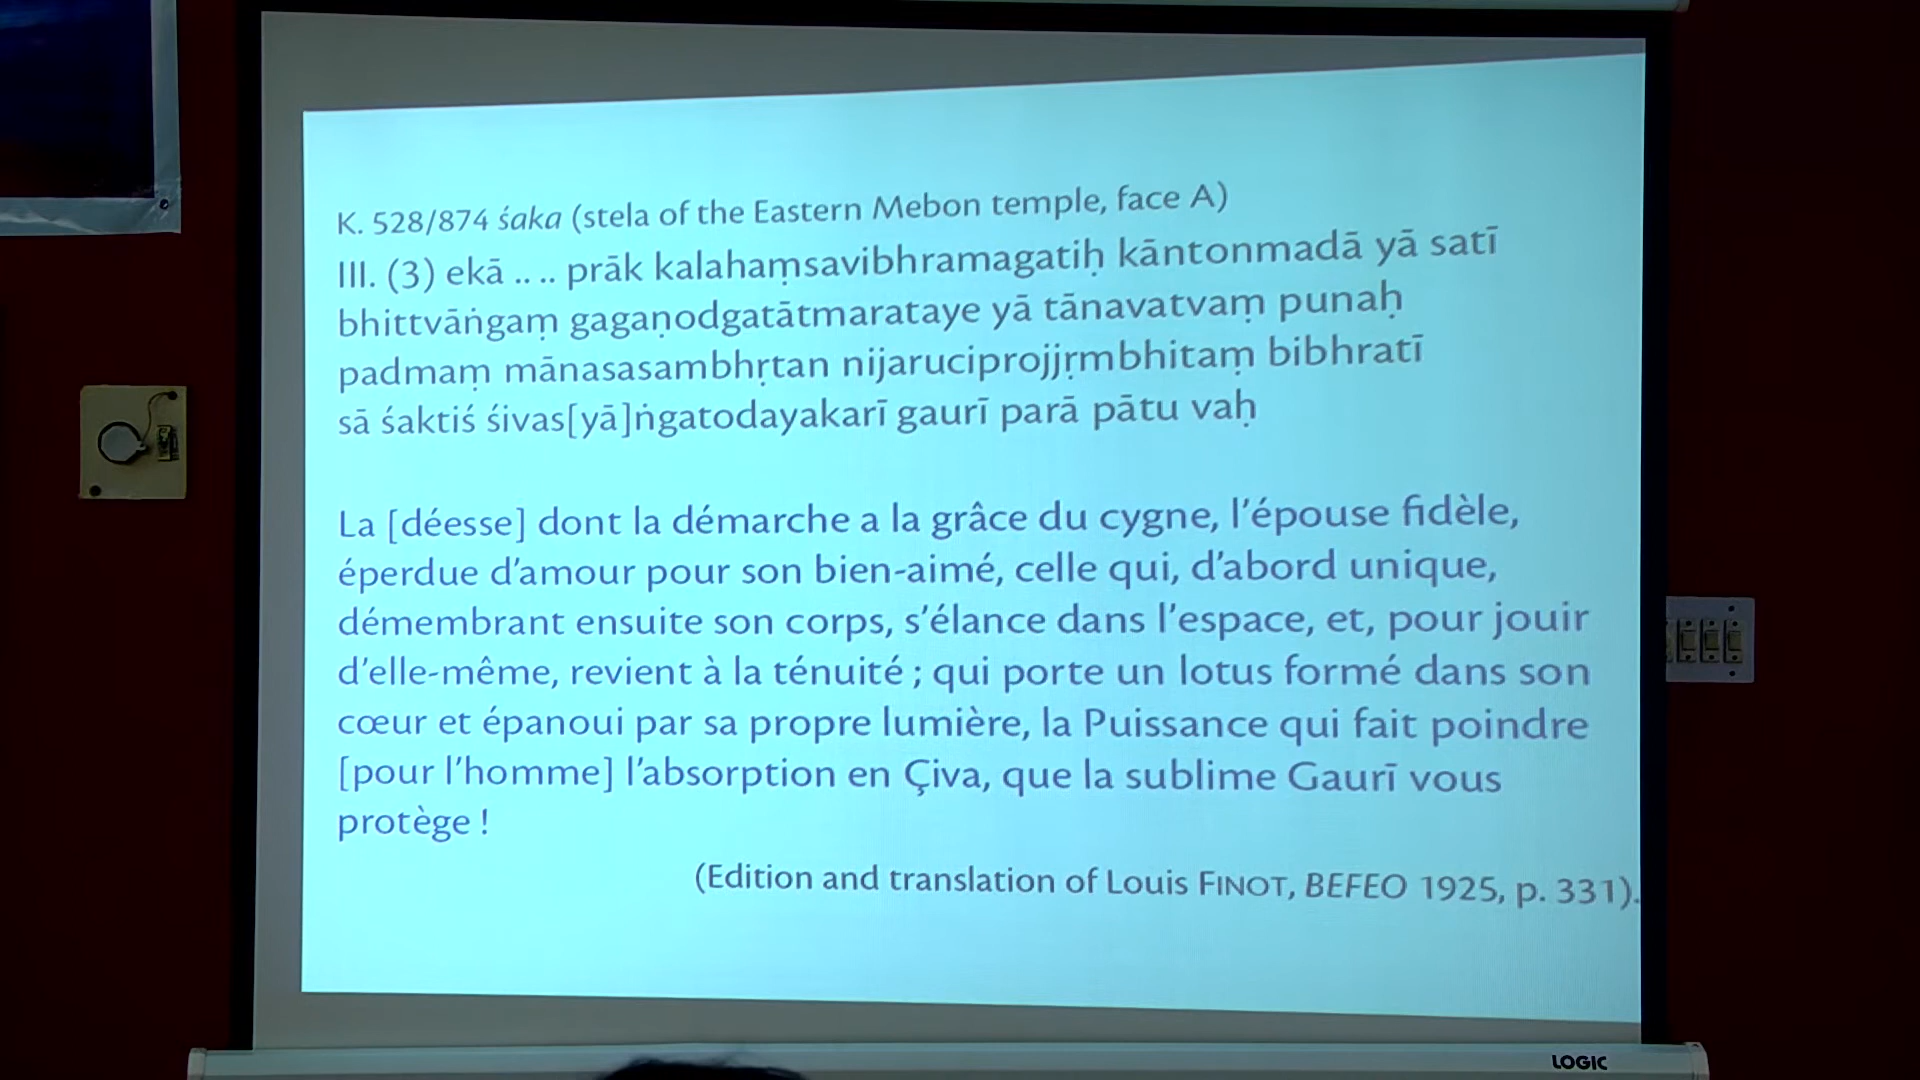 K. 528/874 śaka (stela of the Eastern Mebon temple, face A)
III. (3) ekā .. .. prāk kalahaṃsavibhramagatiḥ kāntonmadā yā satī
bhittvāṅgaṃ gagaṇodgatātmarataye yā tānavatvaṃ punaḥ
padmaṃ mānasasambhṛtan nijaruciprojjṛmbhitaṃ bibhratī
sā śaktiś śivas[yā]ṅgatodayakarī gaurī parā pātu vaḥ
La [déesse] dont la démarche a la grâce du cygne, l’épouse fidèle,
éperdue d’amour pour son bien-aimé, celle qui, d’abord unique,
démembrant ensuite son corps, s’élance dans l’espace, et, pour jouir
d’elle-même, revient à la ténuité ; qui porte un lotus formé dans son
cœur et épanoui par sa propre lumière, la Puissance qui fait poindre
[pour l’homme] l’absorption en Çiva, que la sublime Gaurī vous
protège !
(Edition and translation of Louis FINOT, BEFEO 1925, p. 331).
LOGIC